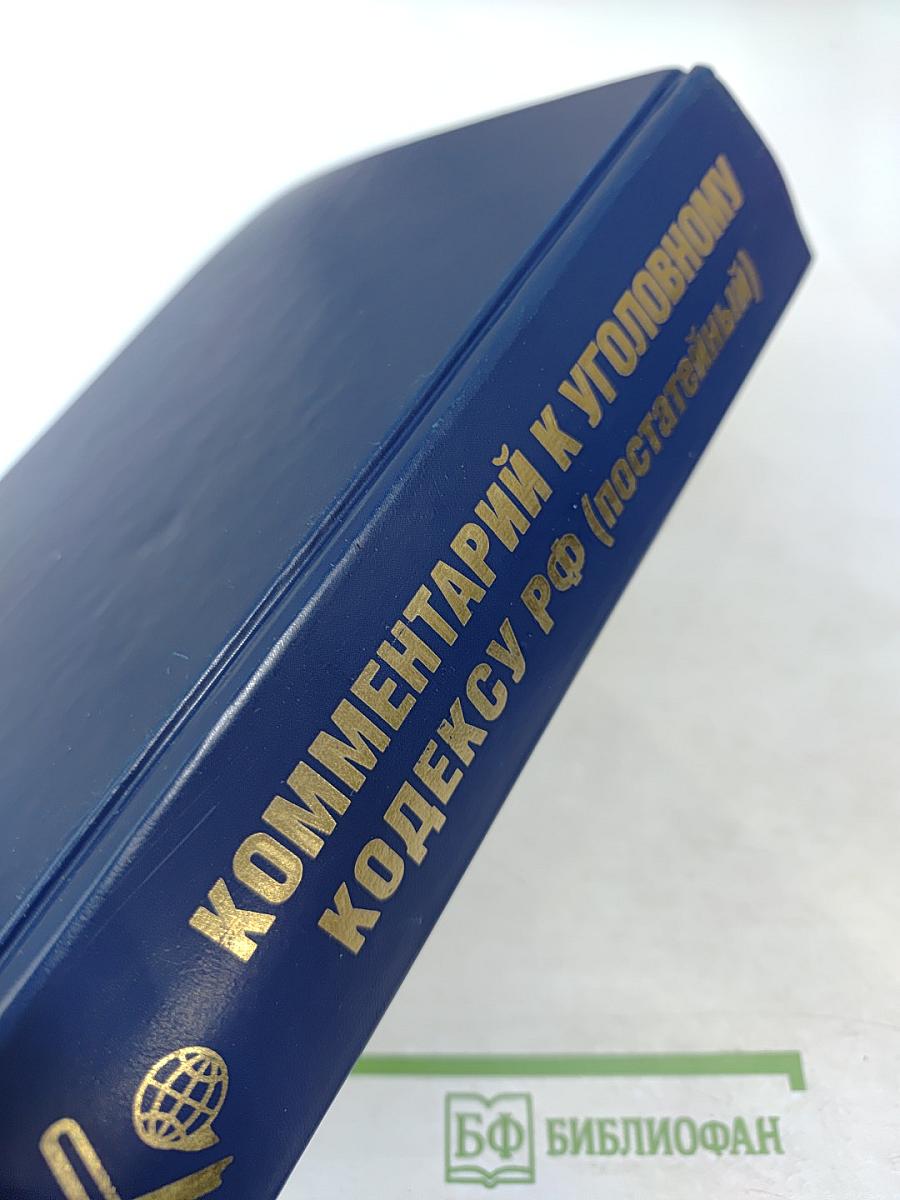 КОММЕНТАРИЙ К УГОЛОВНОМУ
КОДЕКСУ РФ (постатейный)
БФ БИБЛИОФАН